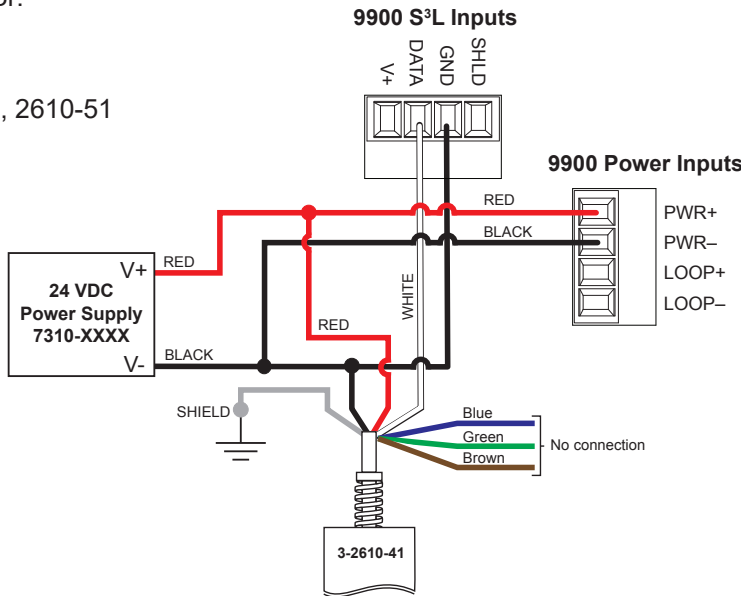 or.
9900 S³L Inputs
V+
DATA
GND
SHLD
, 2610-51
9900 Power Inputs
RED
PWR+
BLACK
PWR–
LOOP+
LOOP–
V+
RED
24 VDC
Power Supply
7310-XXXX
WHITE
RED
V-
BLACK
SHIELD
Blue
Green
No connection
Brown
3-2610-41